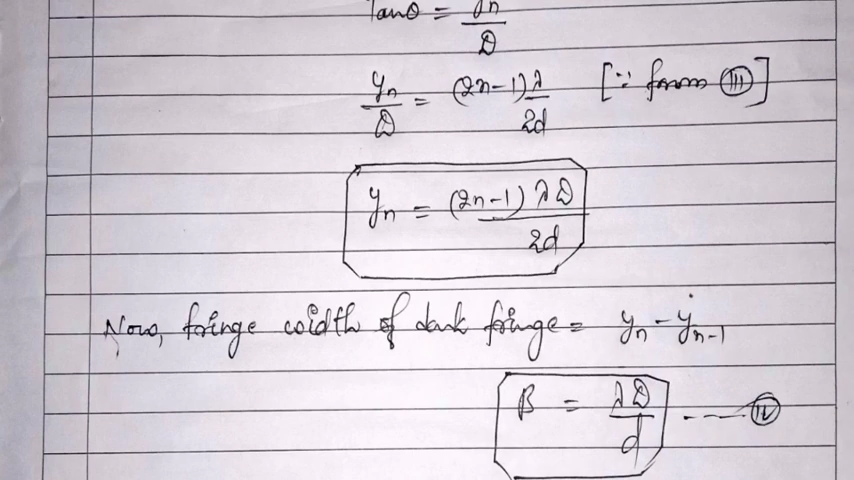 Tanθ = yn/D
yn/D = (2n-1) λ/2d [∵ from (III)]
yn = (2n-1) λD/2d
Now, fringe width of dark fringe = yn - yn-1
β = λD/d ---- (IV)